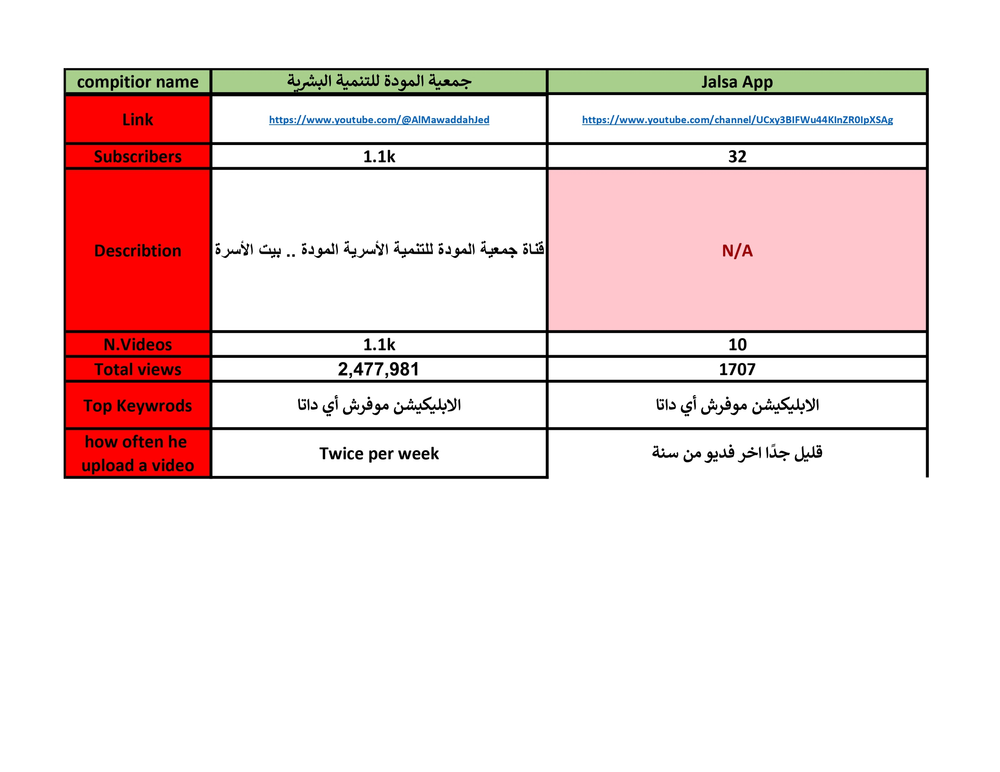 compitior name
جمعية المودة للتنمية البشرية
Jalsa App
Link
https://www.youtube.com/@AlMawaddahJed
https://www.youtube.com/channel/UCxy3BIFWu44KInZR0IpXSAg
Subscribers
1.1k
32
Describtion
قناة جمعية المودة للتنمية الأسرية المودة .. بيت الأسرة
N/A
N.Videos
1.1k
10
Total views
2,477,981
1707
Top Keywrods
الابليكيشن موفرش أي داتا
الابليكيشن موفرش أي داتا
how often he
upload a video
Twice per week
قليل جدًا اخر فديو من سنة